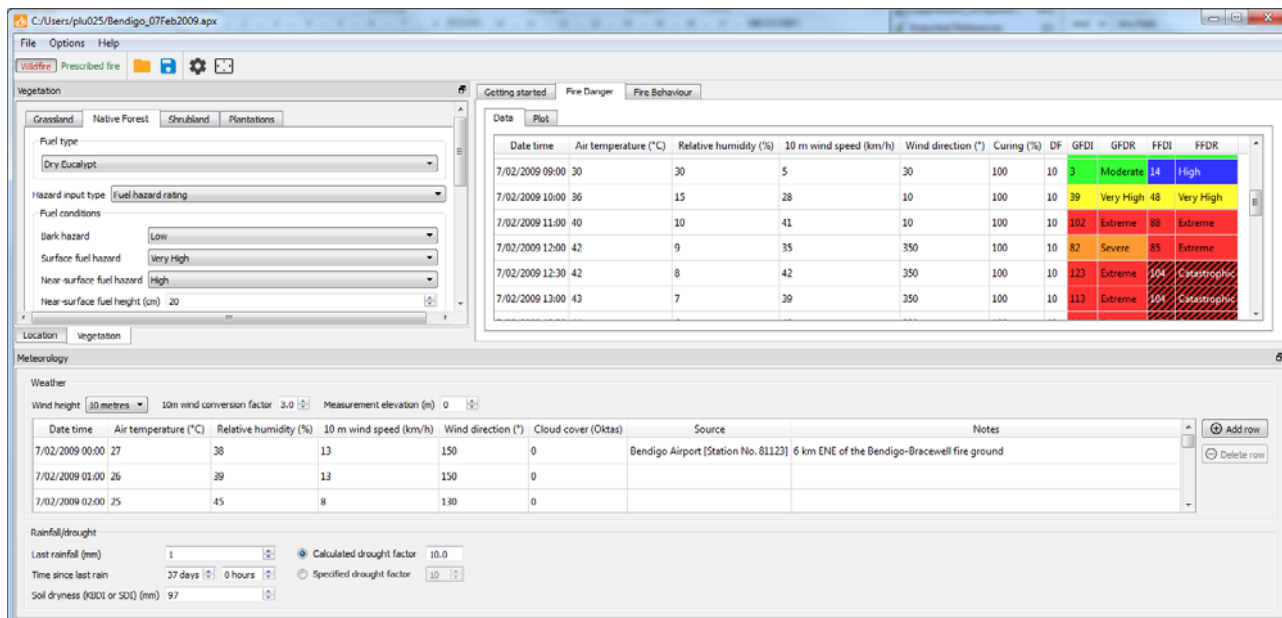 C:/Users/plu025/Bendigo_07Feb2009.apx
File Options Help
Wildfire Prescribed fire
Vegetation
Grassland Native Forest Shrubland Plantations
Fuel type
Dry Eucalypt
Hazard input type Fuel hazard rating
Fuel conditions
Bark hazard Low
Surface fuel hazard Very High
Near-surface fuel hazard High
Near-surface fuel height (cm) 20
Location Vegetation
Getting started Fire Danger Fire Behaviour
Data Plot
Date time Air temperature (°C) Relative humidity (%) 10 m wind speed (km/h) Wind direction (°) Curing (%) DF GFDI GFDR FFDI FFDR
7/02/2009 09:00 30 30 5 30 100 10 3 Moderate 14 High
7/02/2009 10:00 36 15 28 10 100 10 39 Very High 48 Very High
7/02/2009 11:00 40 10 41 10 100 10 102 Extreme 88 Extreme
7/02/2009 12:00 42 9 35 350 100 10 82 Severe 85 Extreme
7/02/2009 12:30 42 8 42 350 100 10 123 Extreme 104 Catastrophic
7/02/2009 13:00 43 7 39 350 100 10 113 Extreme 104 Catastrophic
Meteorology
Weather
Wind height 10 metres 10m wind conversion factor 3.0 Measurement elevation (m) 0
Date time Air temperature (°C) Relative humidity (%) 10 m wind speed (km/h) Wind direction (°) Cloud cover (Oktas) Source Notes
7/02/2009 00:00 27 38 13 150 0 Bendigo Airport [Station No. 81123] 6 km ENE of the Bendigo-Bracewell fire ground
7/02/2009 01:00 26 39 13 150 0
7/02/2009 02:00 25 45 8 130 0
Add row
Delete row
Rainfall/drought
Last rainfall (mm) 1 Calculated drought factor 10.0
Time since last rain 37 days 0 hours Specified drought factor 10
Soil dryness (KBDI or SDI) (mm) 97